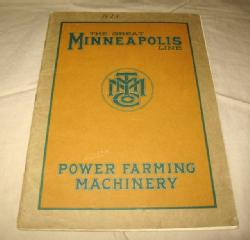 THE GREAT
MINNEAPOLIS
LINE
POWER FARMING
MACHINERY